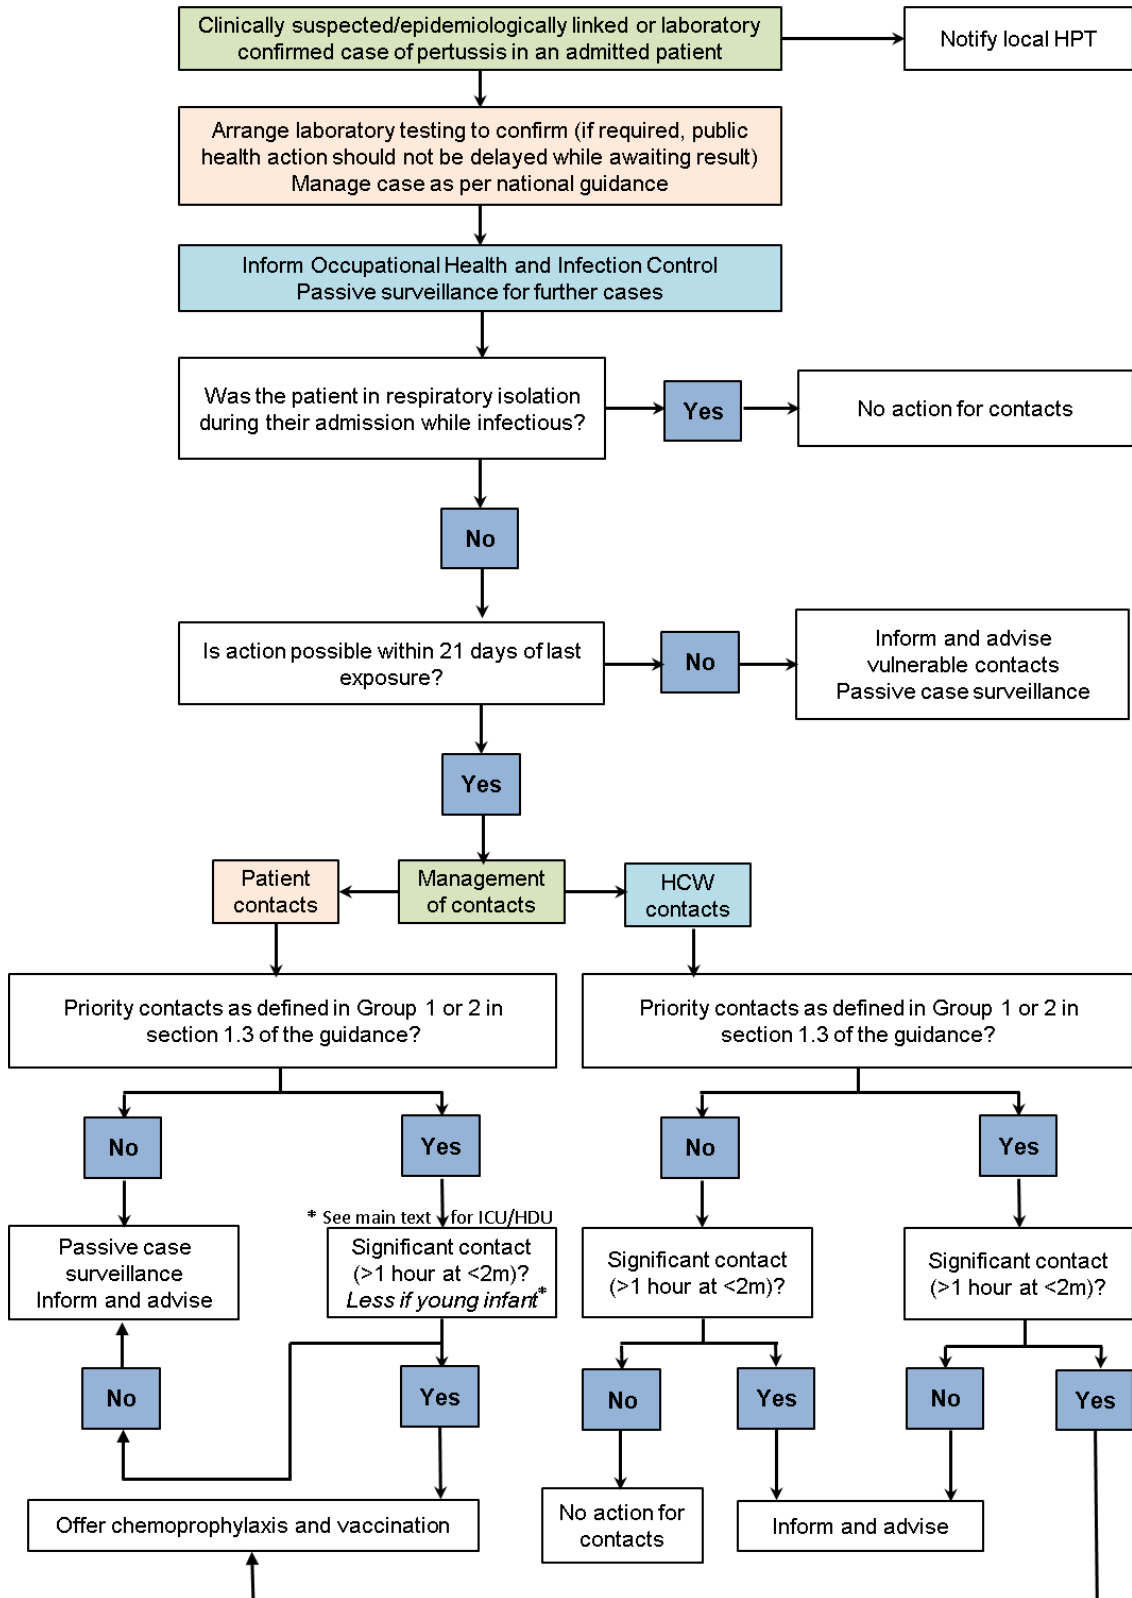 Clinically suspected/epidemiologically linked or laboratory
confirmed case of pertussis in an admitted patient
Notify local HPT
Arrange laboratory testing to confirm (if required, public
health action should not be delayed while awaiting result)
Manage case as per national guidance
Inform Occupational Health and Infection Control
Passive surveillance for further cases
Was the patient in respiratory isolation
during their admission while infectious?
Yes
No action for contacts
No
Is action possible within 21 days of last
exposure?
No
Inform and advise
vulnerable contacts
Passive case surveillance
Yes
Patient
contacts
Management
of contacts
HCW
contacts
Priority contacts as defined in Group 1 or 2 in
section 1.3 of the guidance?
Priority contacts as defined in Group 1 or 2 in
section 1.3 of the guidance?
No
Yes
No
Yes
* See main text for ICU/HDU
Passive case
surveillance
Inform and advise
Significant contact
(>1 hour at <2m)?
Less if young infant*
Significant contact
(>1 hour at <2m)?
Significant contact
(>1 hour at <2m)?
No
Yes
No
Yes
No
Yes
Offer chemoprophylaxis and vaccination
No action for
contacts
Inform and advise